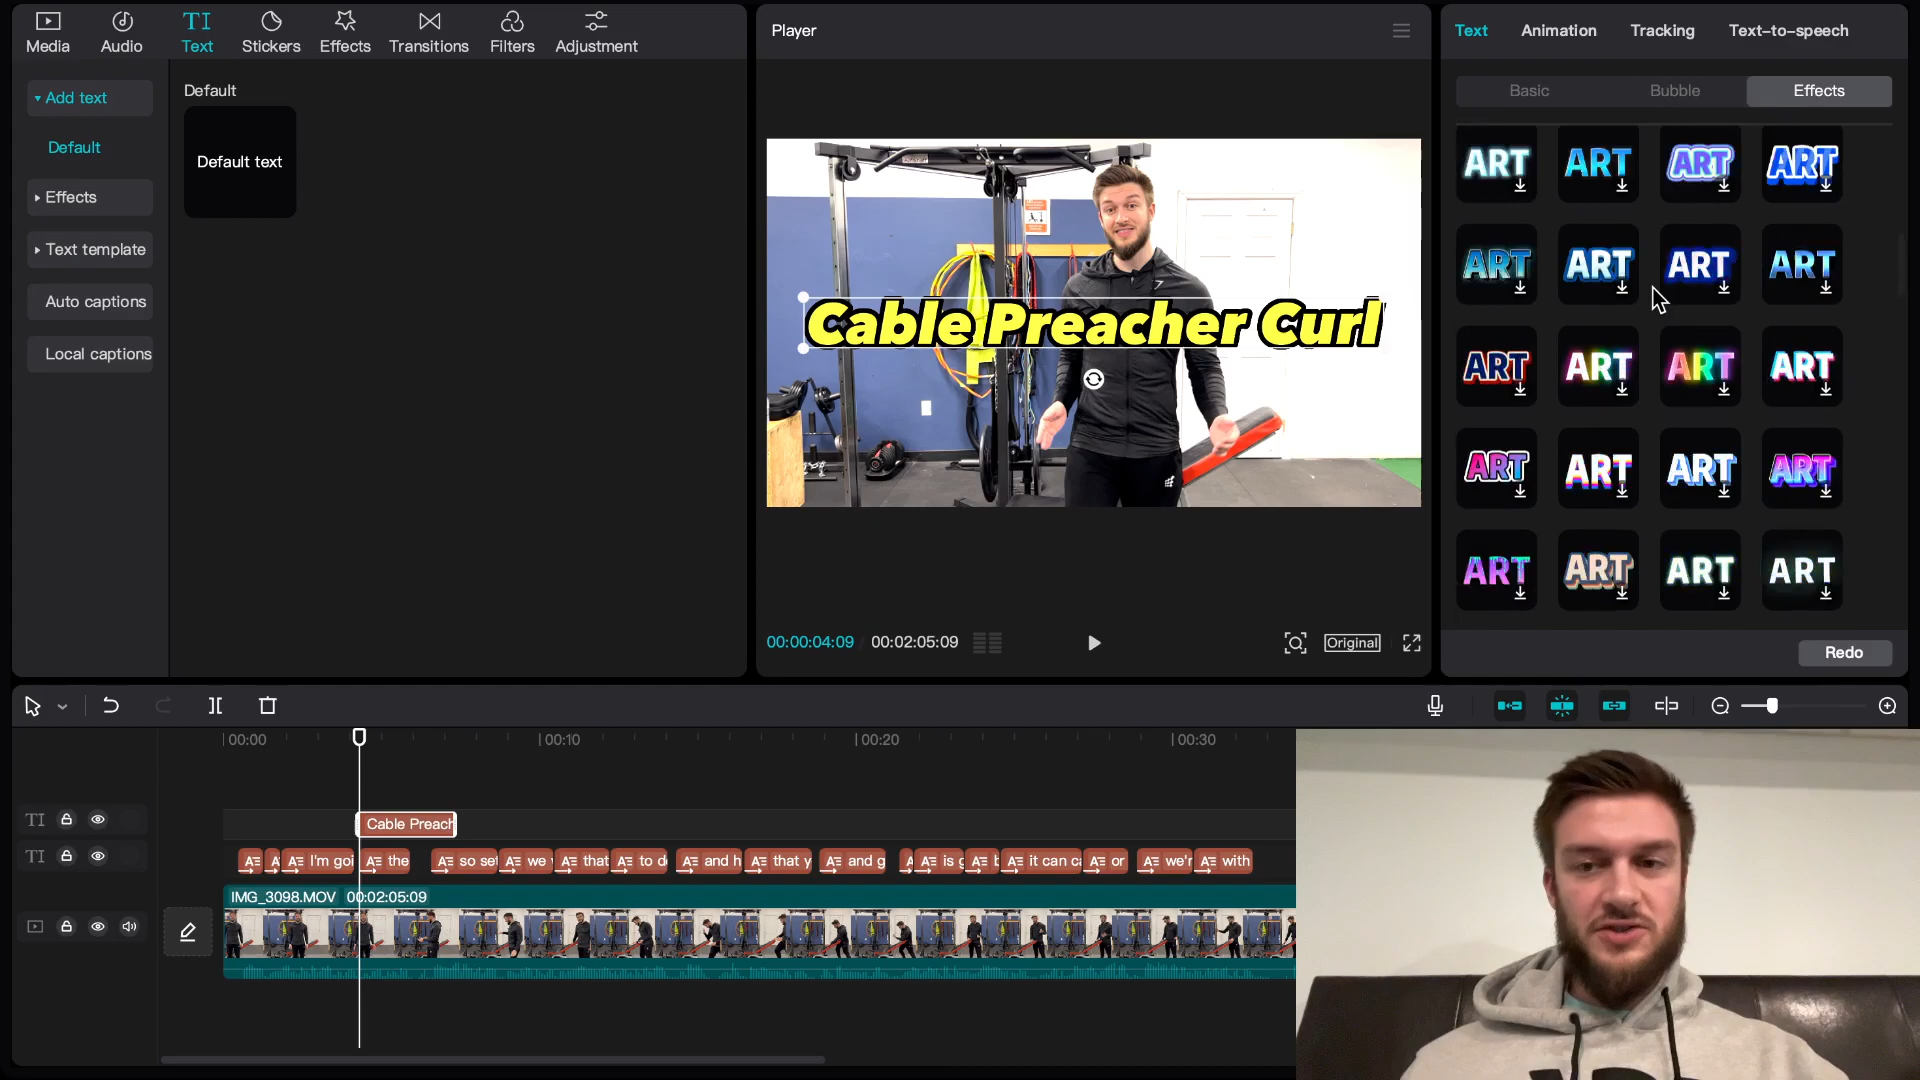 Media
Audio
TI
Text
Stickers
Effects
Transitions
Filters
Adjustment
Add text
Default
Effects
Text template
Auto captions
Local captions
Default
Default text
Player
Cable Preacher Curl
00:00:04:09 / 00:02:05:09
Original
Text
Animation
Tracking
Text-to-speech
Basic
Bubble
Effects
ART ART ART ART
ART ART ART ART
ART ART ART ART
ART ART ART ART
ART ART ART ART
Redo
00:00
00:10
00:20
00:30
TI
Cable Preach
TI
I'm goi
the
so set
we
that
to d
and h
that y
and g
is g
it can ca
or
we'r
with
IMG_3098.MOV 00:02:05:09